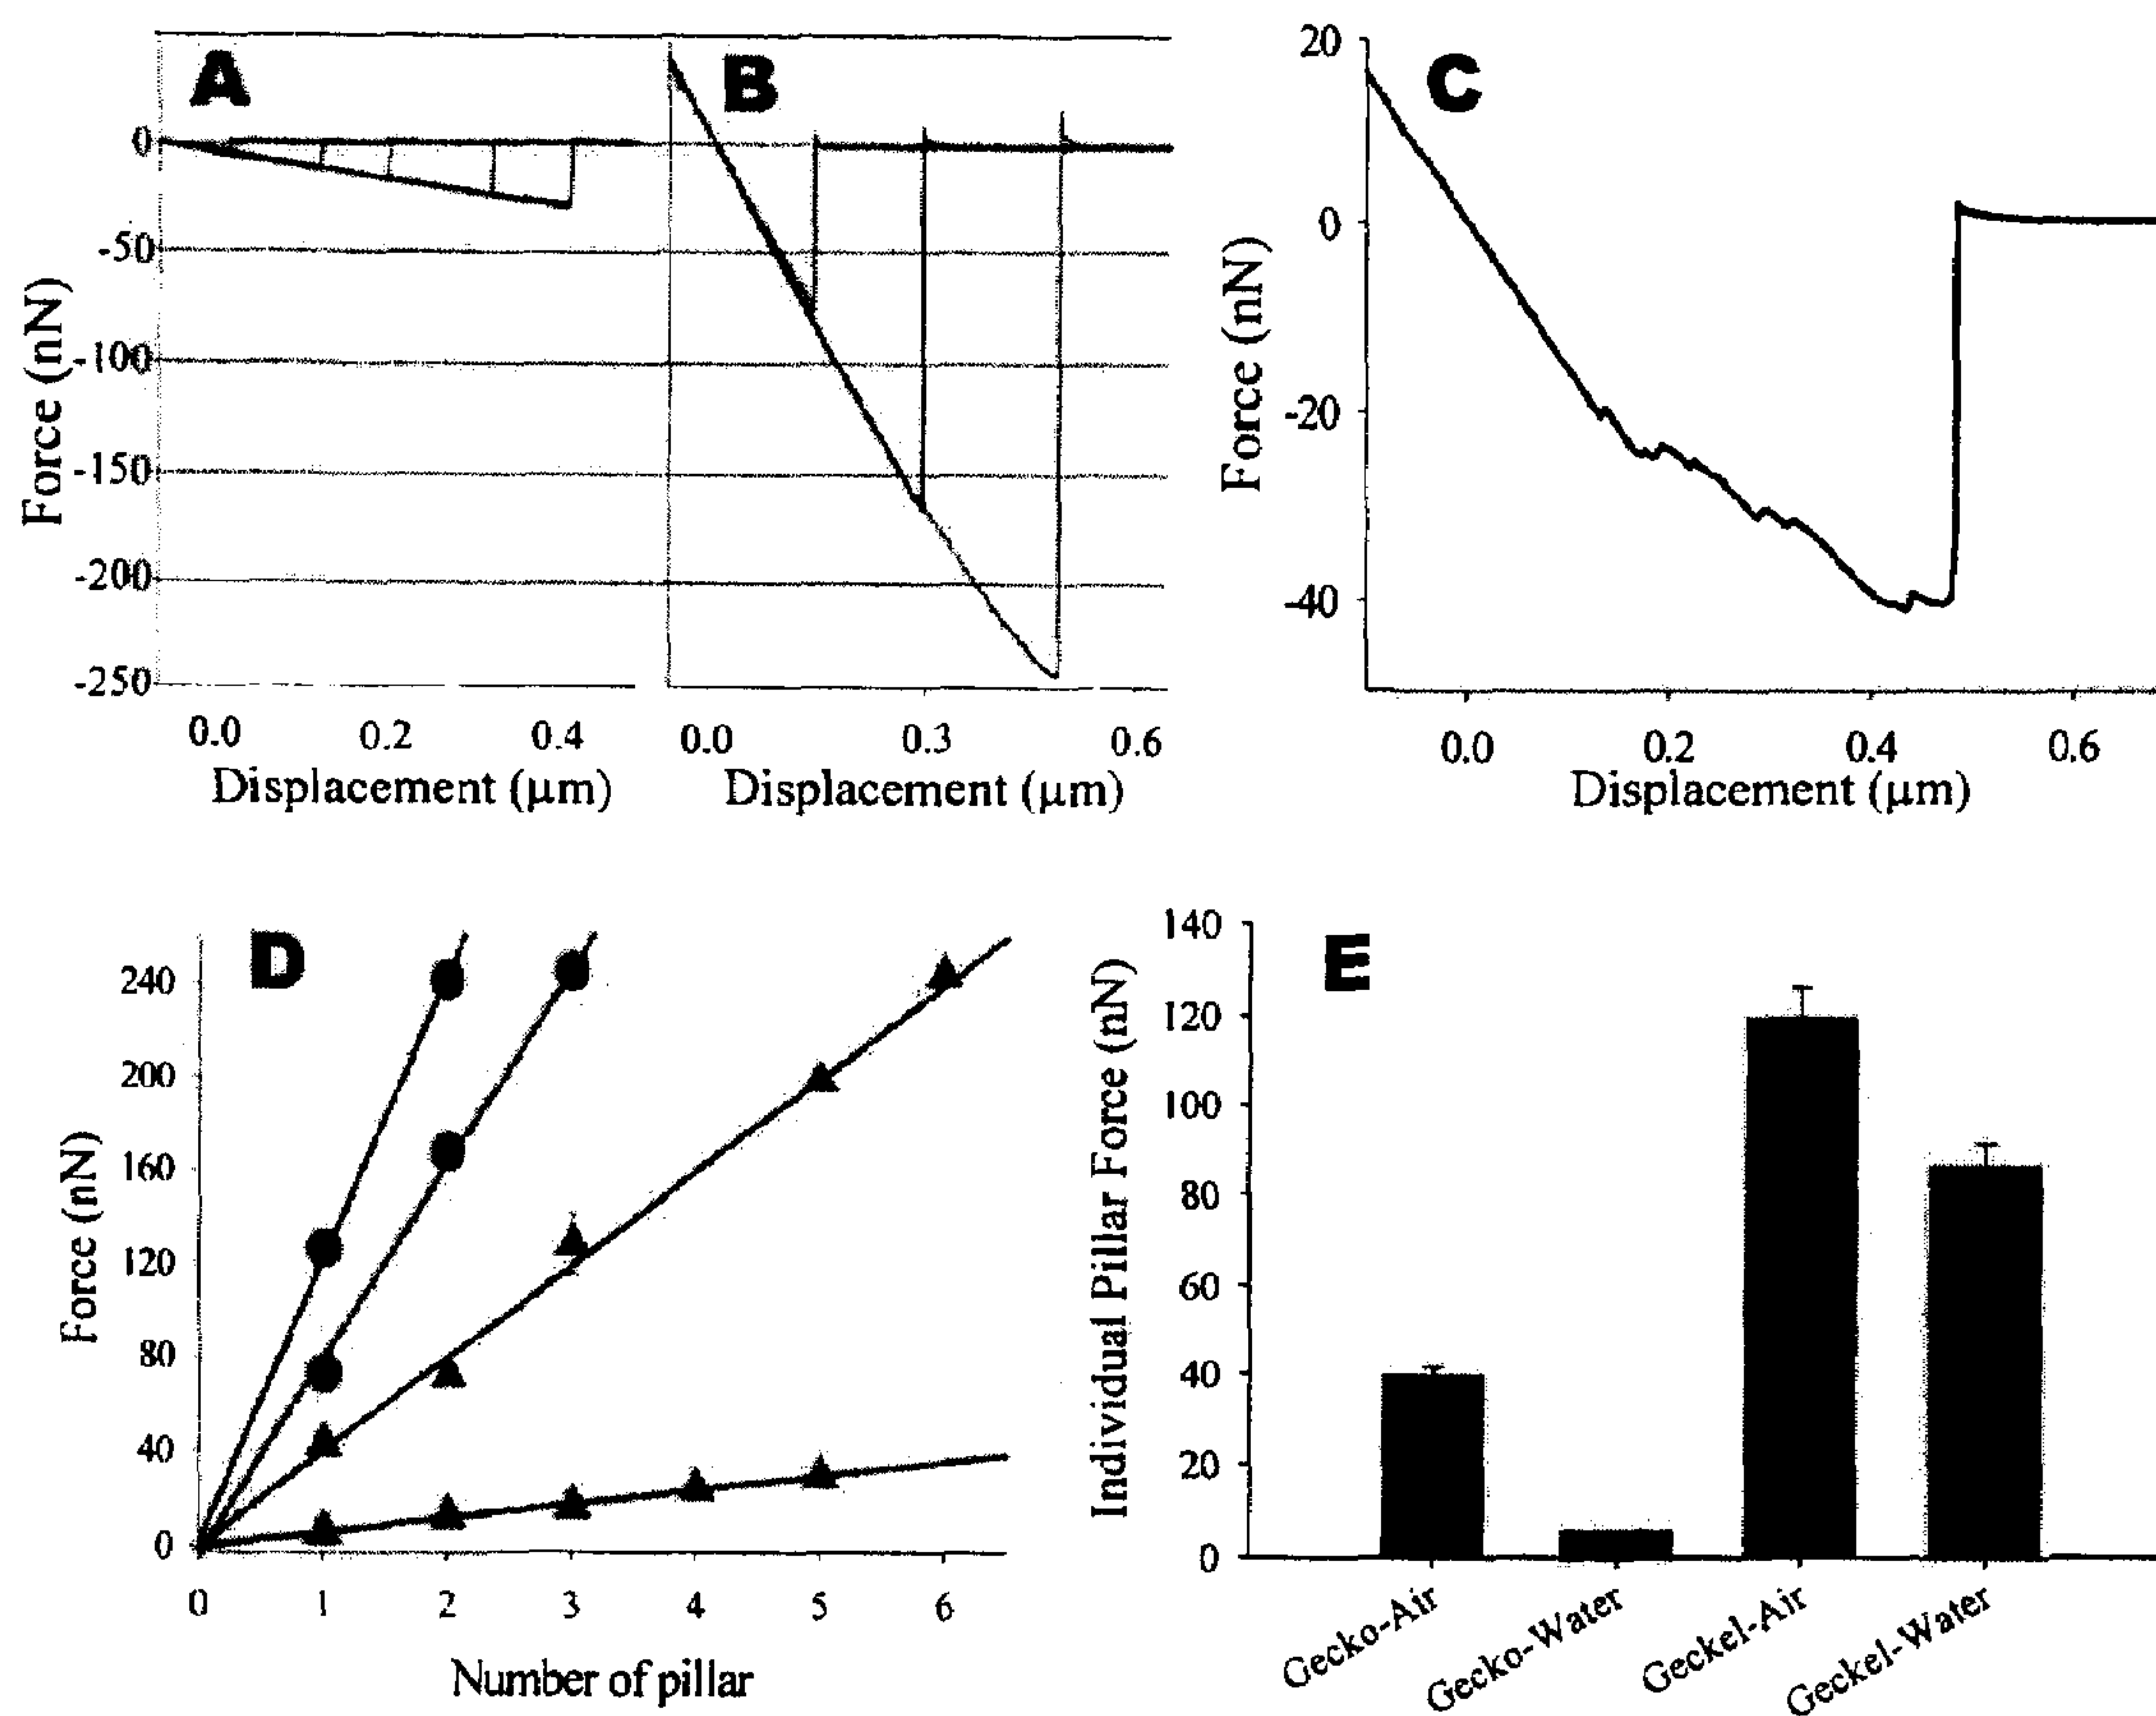 A
B
0
-50
-100
-150
-200
-250
Force (nN)
0.0 0.2 0.4
Displacement (μm)
0.0 0.3 0.6
Displacement (μm)
C
20
0
-20
-40
Force (nN)
0.0 0.2 0.4 0.6
Displacement (μm)
D
240
200
160
120
80
40
0
Force (nN)
0 1 2 3 4 5 6
Number of pillar
E
140
120
100
80
60
40
20
0
Individual Pillar Force (nN)
Gecko-Air
Gecko-Water
Geckel-Air
Geckel-Water